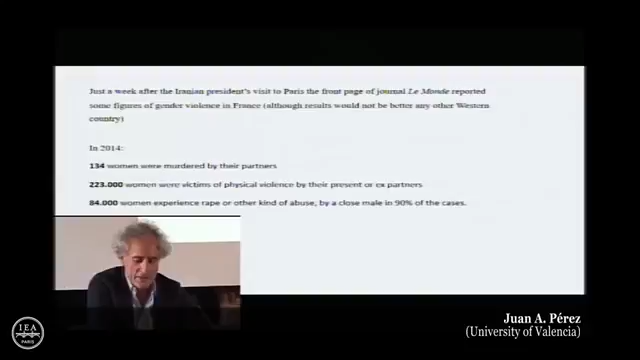 Just a week after the Iranian president's visit to Paris the front page of journal Le Monde reported
some figures of gender violence in France (although results would not be better any other Western
country)
In 2014:
134 women were murdered by their partners
223.000 women were victims of physical violence by their present or ex partners
84.000 women experience rape or other kind of abuse, by a close male in 90% of the cases.
IEA
PARIS
Juan A. Pérez
(University of Valencia)